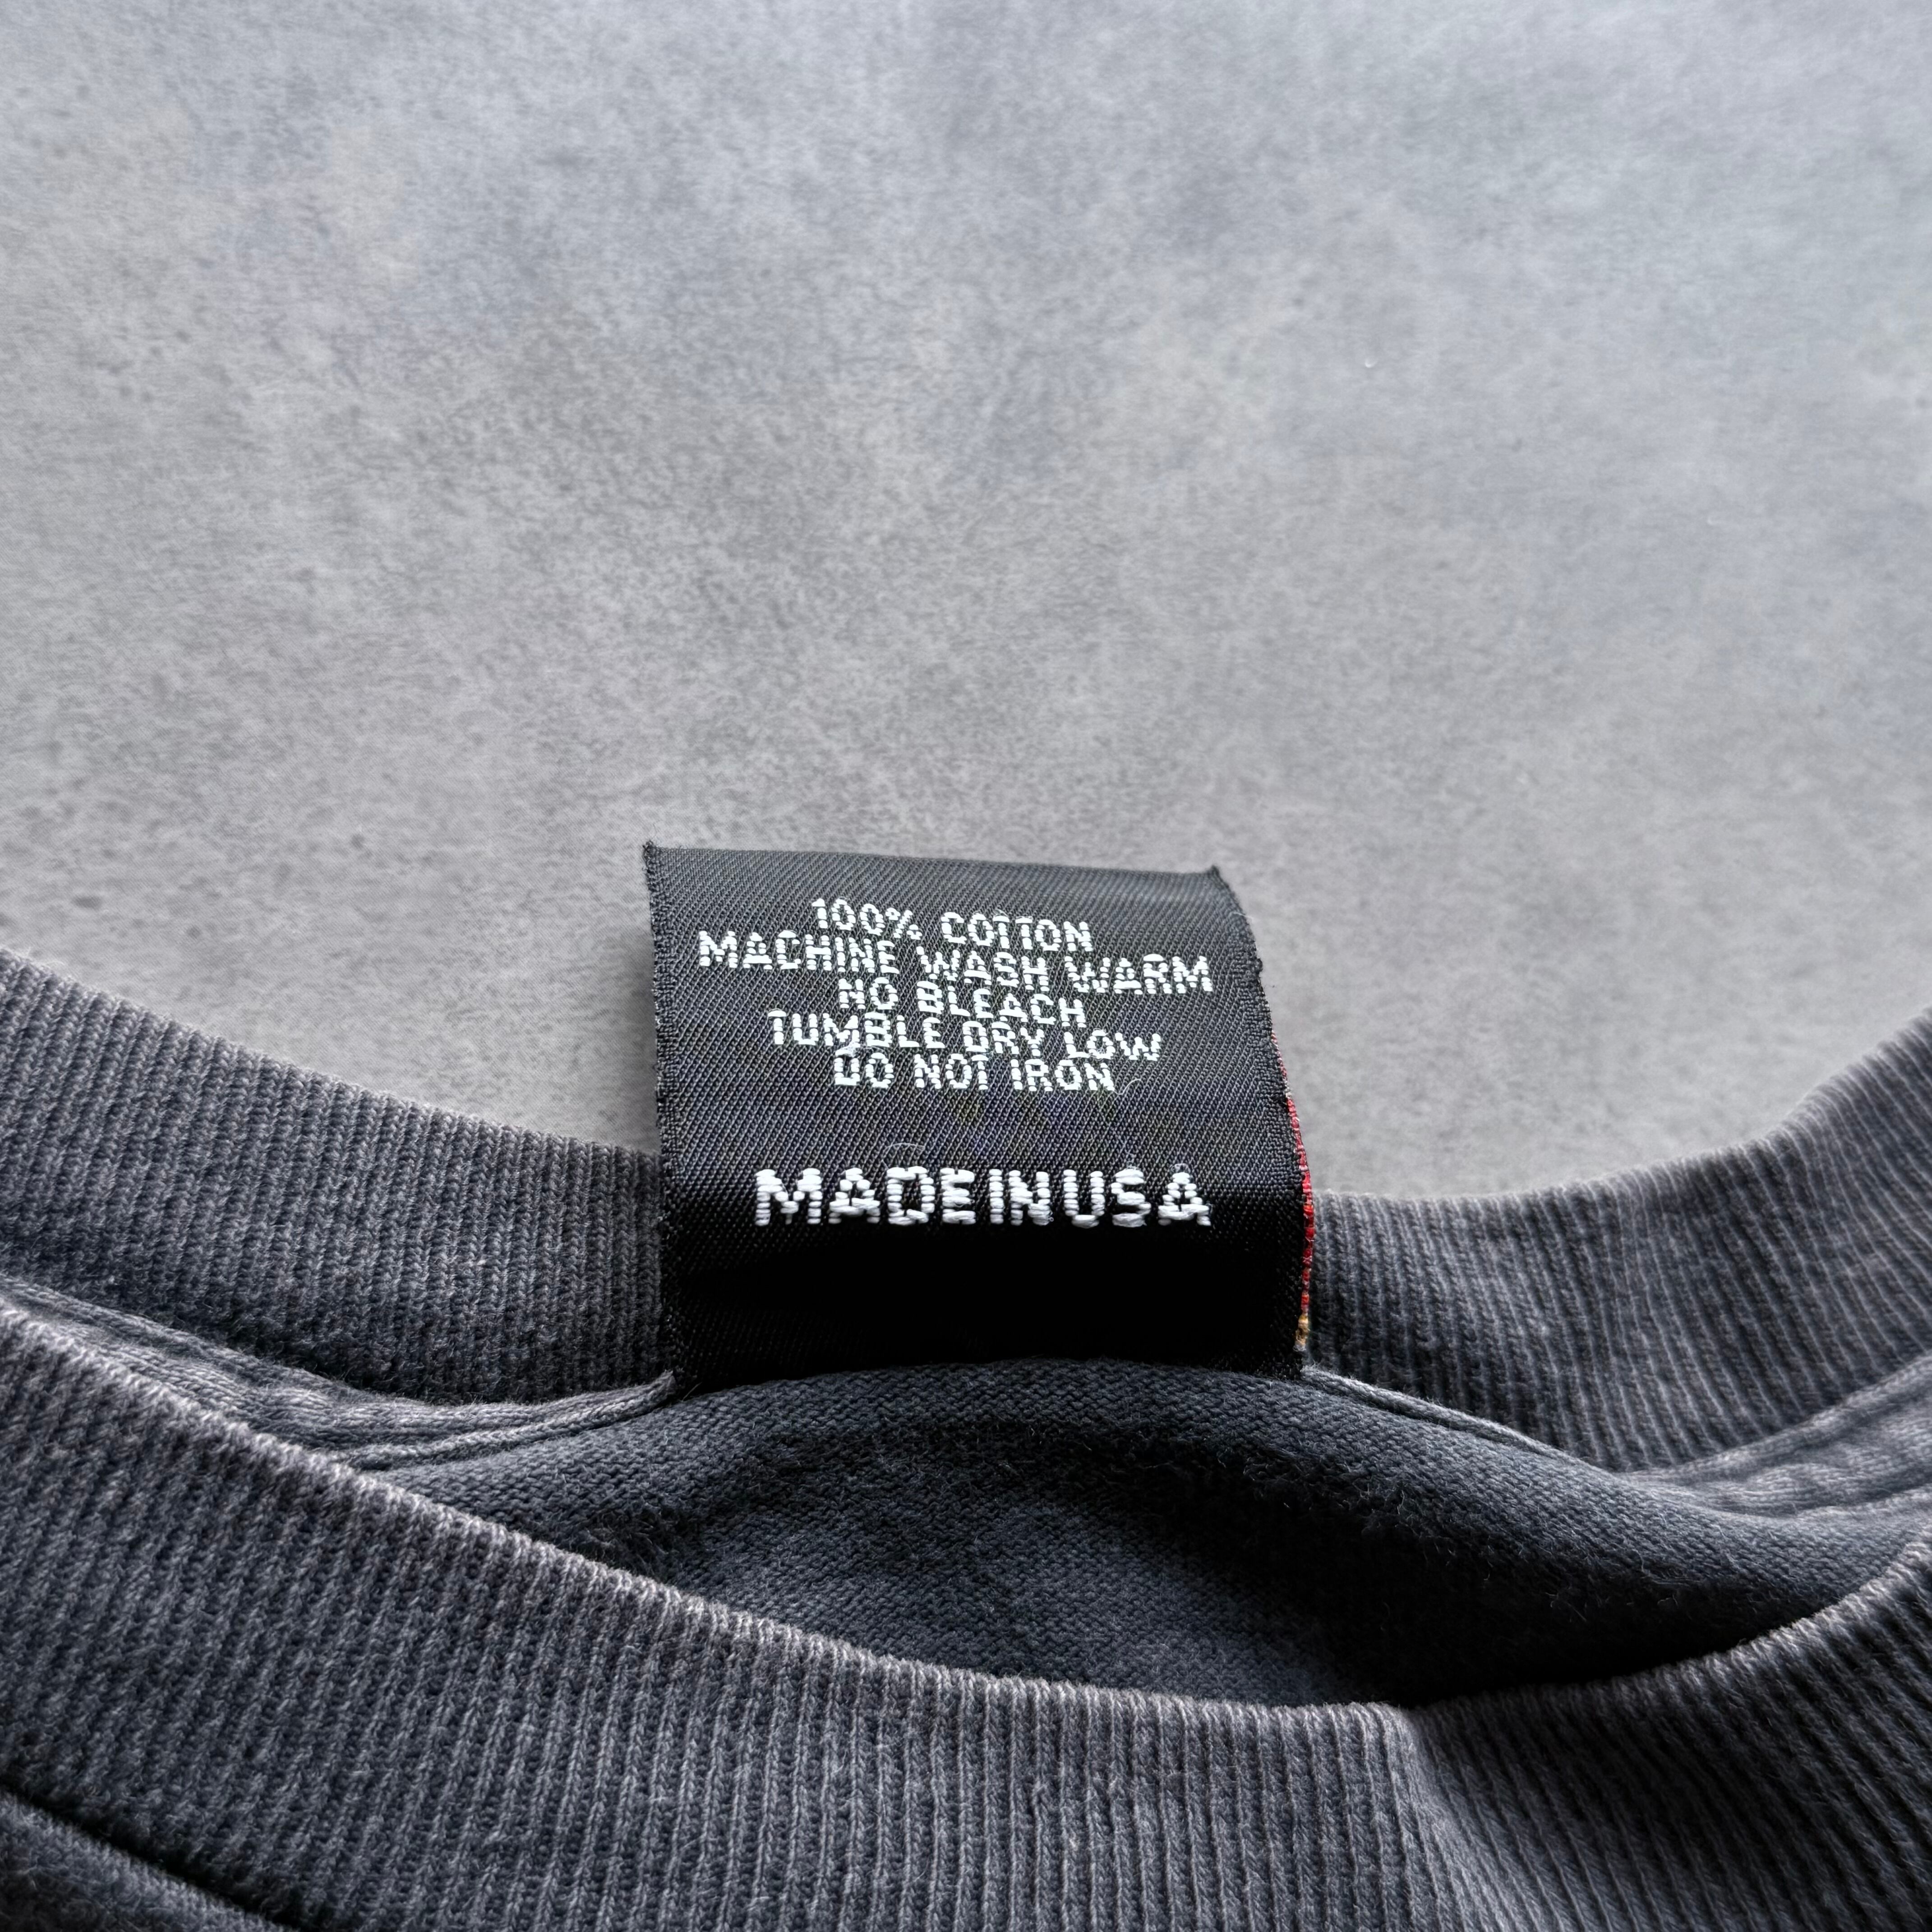 100% COTTON
MACHINE WASH WARM
NO BLEACH
TUMBLE DRY LOW
DO NOT IRON
MADE IN USA